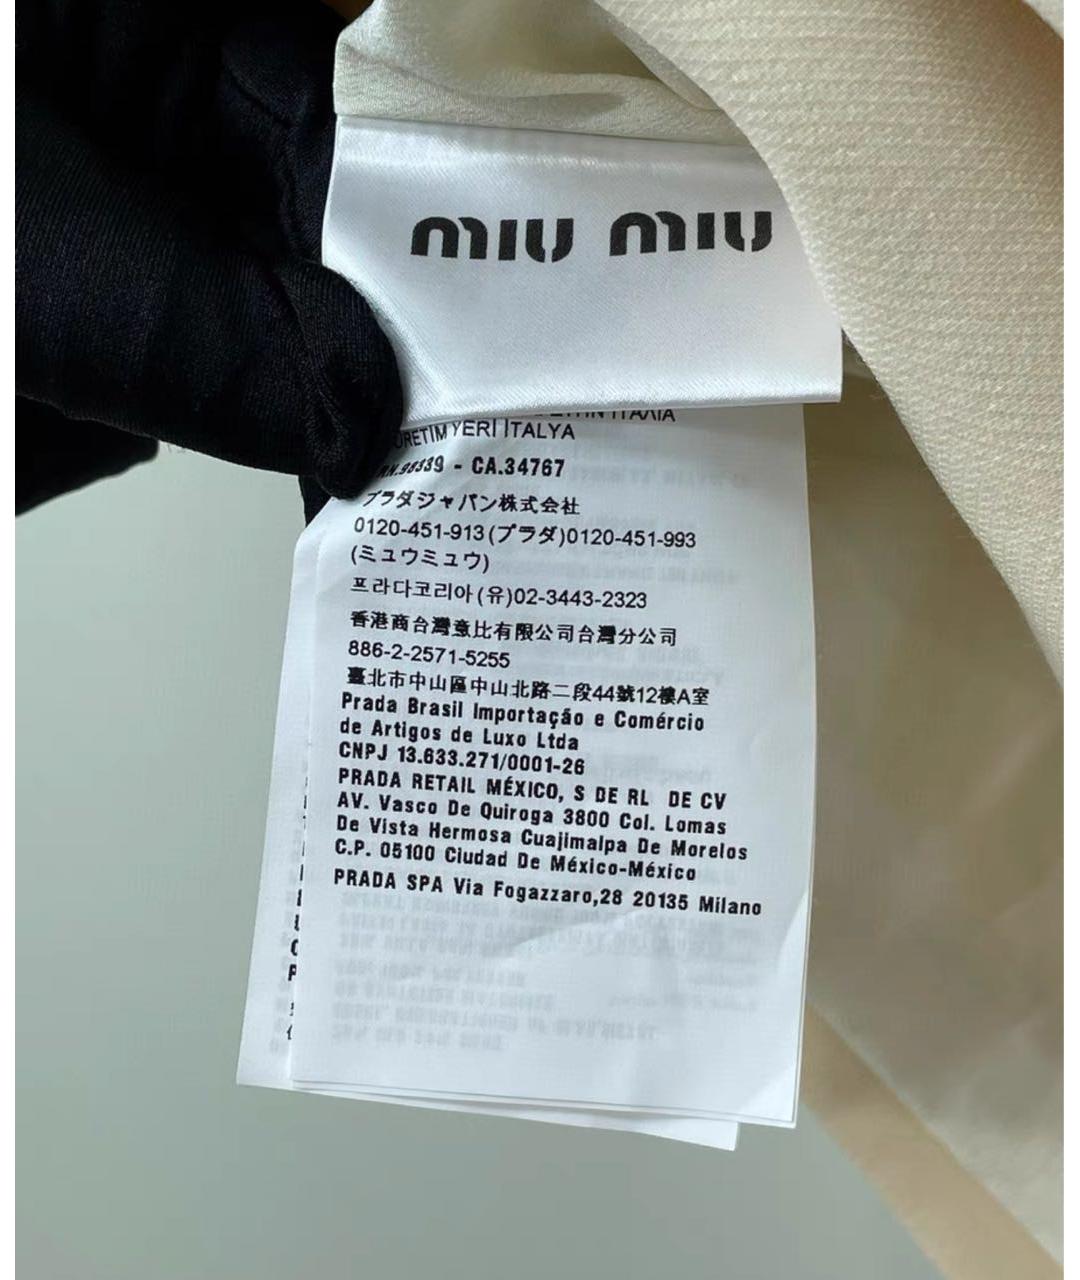 MIU MIU
ÜRETİM YERİ İTALYA
RN.98339 - CA.34767
プラダジャパン株式会社
0120-451-913(プラダ)0120-451-993
(ミュウミュウ)
프라다코리아(유)02-3443-2323
香港商台灣意比有限公司台灣分公司
886-2-2571-5255
臺北市中山區中山北路二段44號12樓A室
Prada Brasil Importação e Comércio
de Artigos de Luxo Ltda
CNPJ 13.633.271/0001-26
PRADA RETAIL MÉXICO, S DE RL DE CV
AV. Vasco De Quiroga 3800 Col. Lomas
De Vista Hermosa Cuajimalpa De Morelos
C.P. 05100 Ciudad De México-México
PRADA SPA Via Fogazzaro,28 20135 Milano